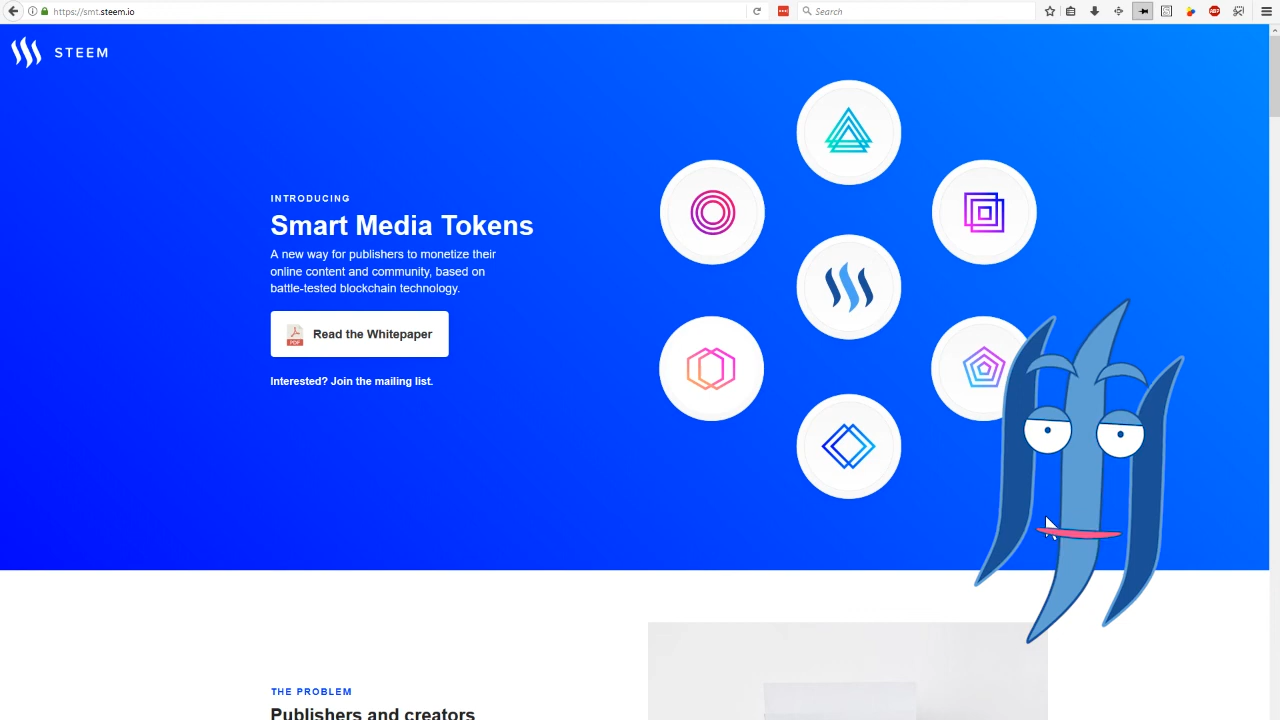 https://smt.steem.io
Search
ABP
STEEM
INTRODUCING
Smart Media Tokens
A new way for publishers to monetize their
online content and community, based on
battle-tested blockchain technology.
PDF
Read the Whitepaper
Interested? Join the mailing list.
THE PROBLEM
Publishers and creators